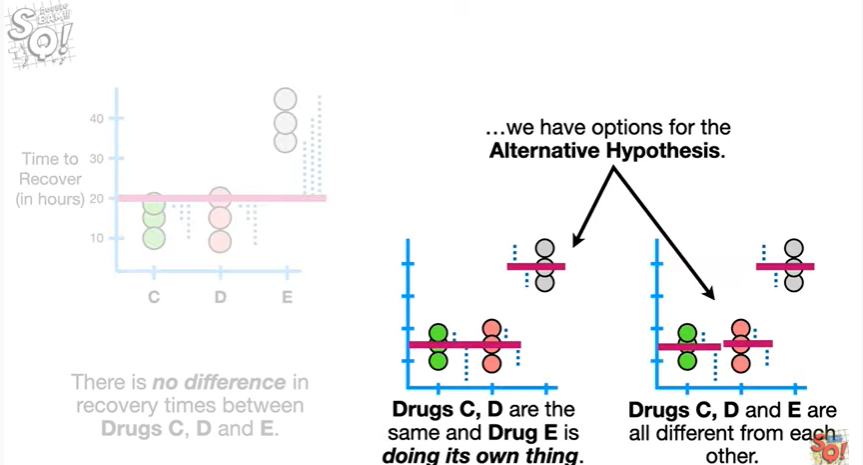 SQ!
…we have options for the
Alternative Hypothesis.
Time to
Recover
(in hours)
40
30
20
10
C
D
E
There is no difference in
recovery times between
Drugs C, D and E.
Drugs C, D are the
same and Drug E is
doing its own thing.
Drugs C, D and E are
all different from each
other.
SQ!